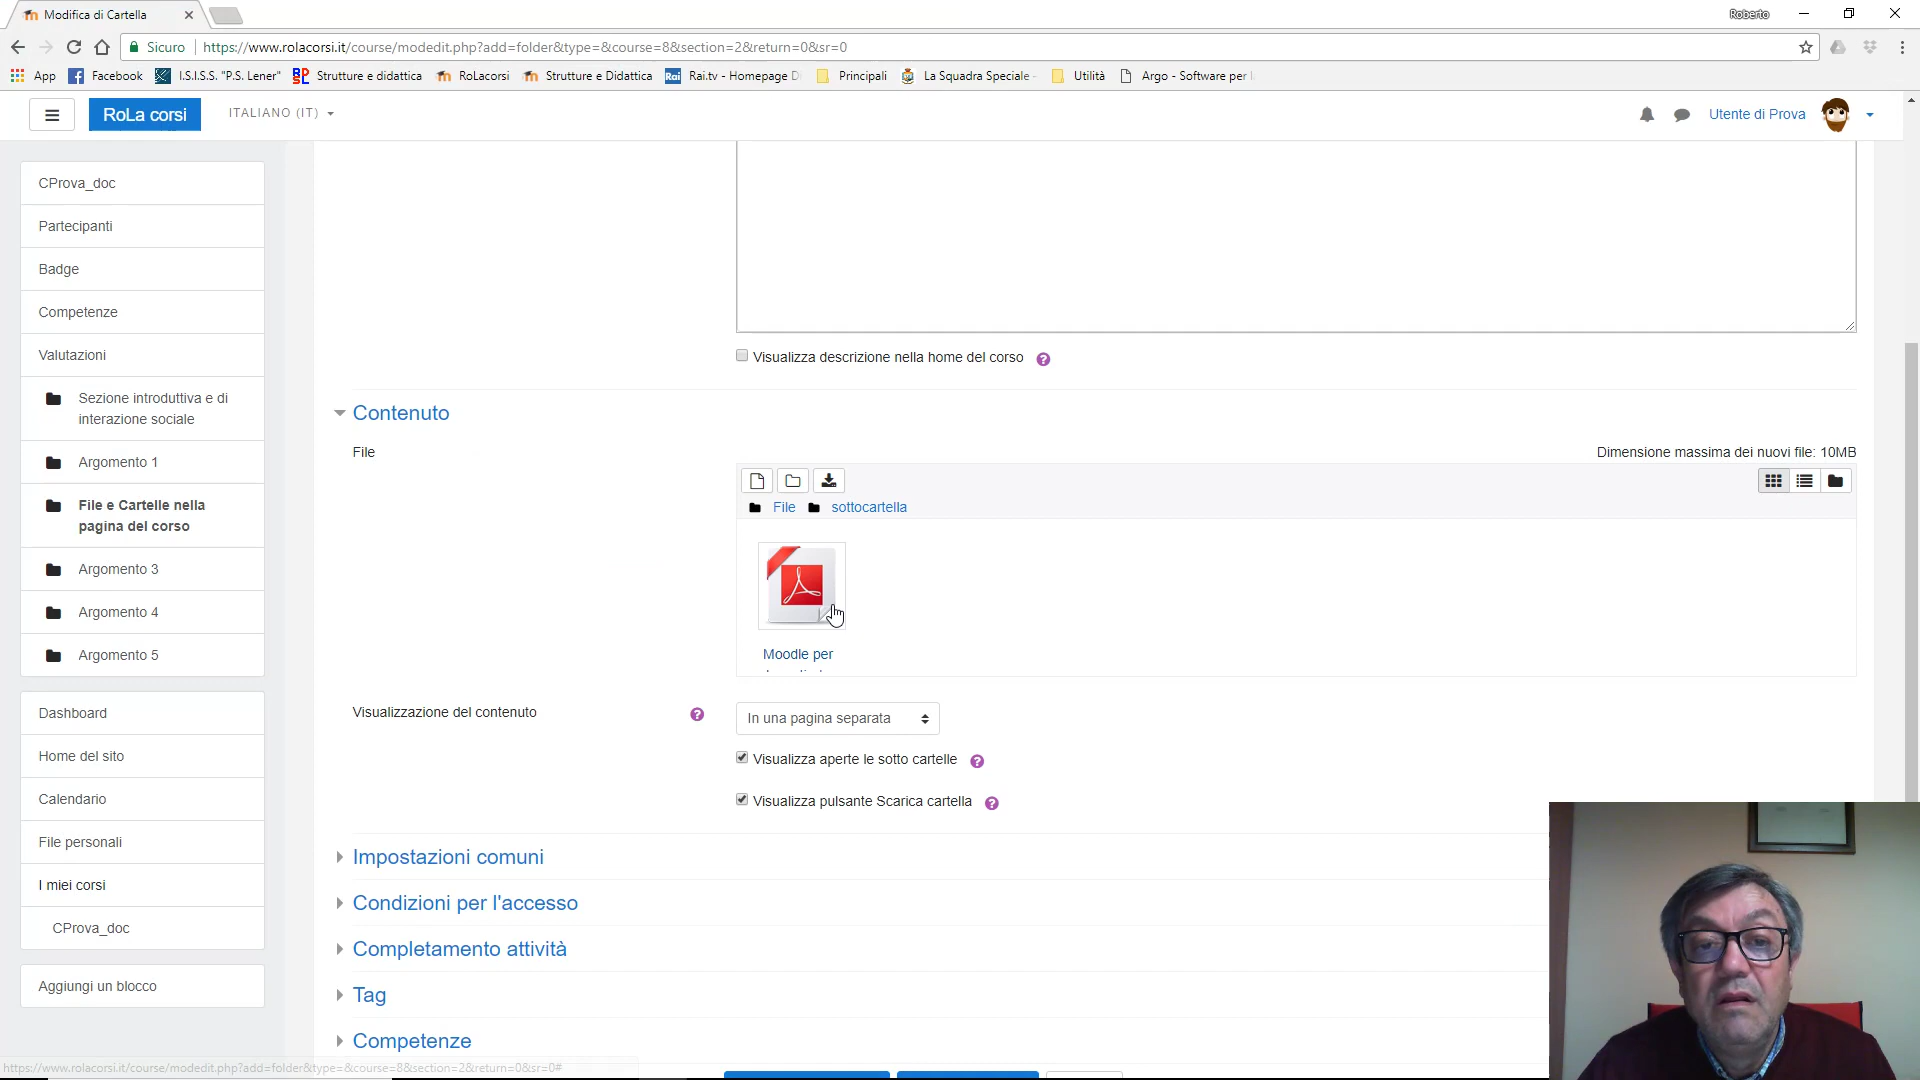 Modifica di Cartella
Roberto
Sicuro
https://www.rolacorsi.it/course/modedit.php?add=folder&type=&course=8&section=2&return=0&sr=0
App
Facebook
I.S.I.S.S. "P.S. Lener"
Strutture e didattica
RoLacorsi
Strutture e Didattica
Rai
Rai.tv - Homepage
Principali
La Squadra Speciale
Utilità
Argo - Software per
RoLa corsi
ITALIANO (IT)
Utente di Prova
CProva_doc
Partecipanti
Badge
Competenze
Valutazioni
Sezione introduttiva e di
interazione sociale
Argomento 1
File e Cartelle nella
pagina del corso
Argomento 3
Argomento 4
Argomento 5
Dashboard
Home del sito
Calendario
File personali
I miei corsi
CProva_doc
Aggiungi un blocco
Visualizza descrizione nella home del corso
Contenuto
File
Dimensione massima dei nuovi file: 10MB
File
sottocartella
Moodle per
Visualizzazione del contenuto
In una pagina separata
Visualizza aperte le sotto cartelle
Visualizza pulsante Scarica cartella
Impostazioni comuni
Condizioni per l'accesso
Completamento attività
Tag
Competenze
https://www.rolacorsi.it/course/modedit.php?add=folder&type=&course=8&section=2&return=0&sr=0#